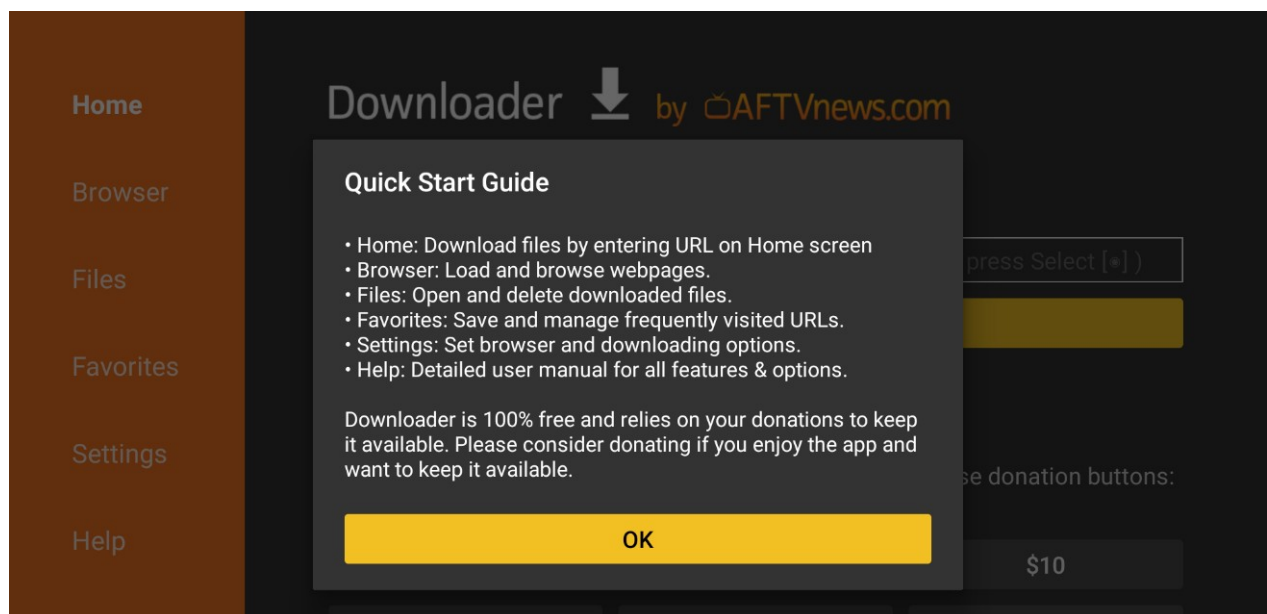 Home
Browser
Files
Favorites
Settings
Help
Downloader by AFTVnews.com
Quick Start Guide
• Home: Download files by entering URL on Home screen
• Browser: Load and browse webpages.
• Files: Open and delete downloaded files.
• Favorites: Save and manage frequently visited URLs.
• Settings: Set browser and downloading options.
• Help: Detailed user manual for all features & options.
Downloader is 100% free and relies on your donations to keep
it available. Please consider donating if you enjoy the app and
want to keep it available.
OK
press Select [◉] )
se donation buttons:
$10